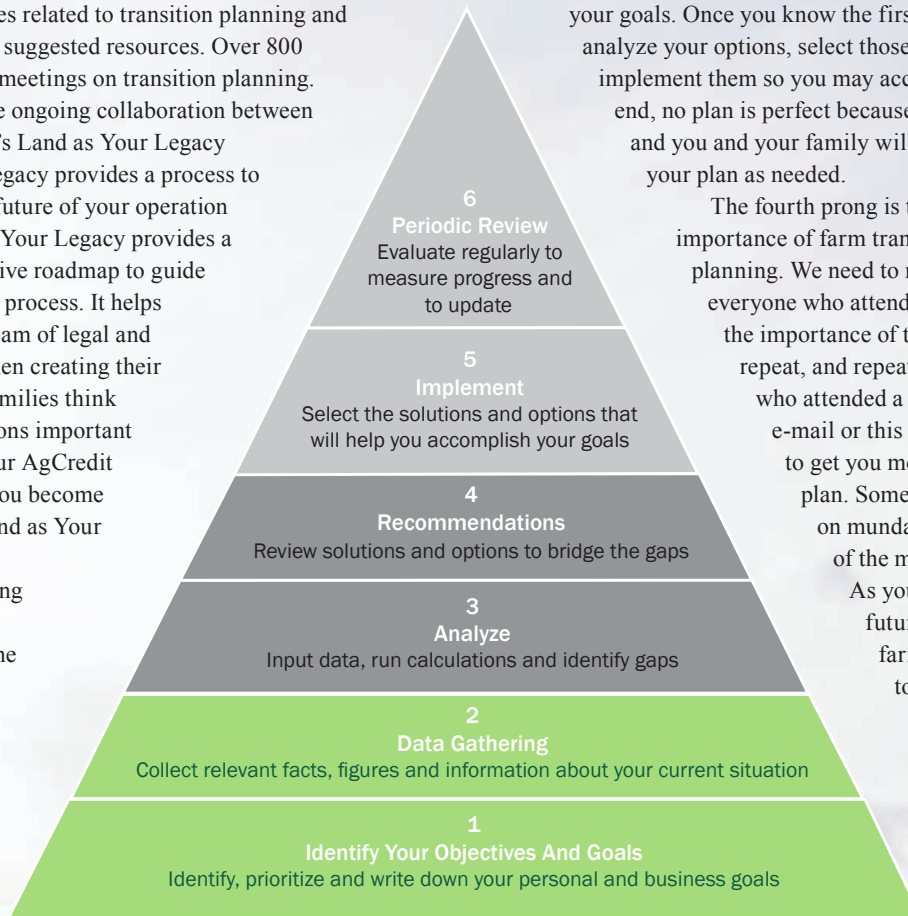 es related to transition planning and
suggested resources. Over 800
meetings on transition planning.
e ongoing collaboration between
's Land as Your Legacy
egacy provides a process to
future of your operation
Your Legacy provides a
ive roadmap to guide
process. It helps
am of legal and
en creating their
milies think
ons important
ur AgCredit
ou become
nd as Your
ng
ne
6
Periodic Review
Evaluate regularly to
measure progress and
to update
5
Implement
Select the solutions and options that
will help you accomplish your goals
4
Recommendations
Review solutions and options to bridge the gaps
3
Analyze
Input data, run calculations and identify gaps
2
Data Gathering
Collect relevant facts, figures and information about your current situation
1
Identify Your Objectives And Goals
Identify, prioritize and write down your personal and business goals
your goals. Once you know the firs
analyze your options, select those
implement them so you may acc
end, no plan is perfect because
and you and your family will
your plan as needed.
The fourth prong is t
importance of farm tran
planning. We need to r
everyone who attend
the importance of t
repeat, and repeat
who attended a
e-mail or this
to get you mo
plan. Some
on munda
of the m
As you
futur
far
to